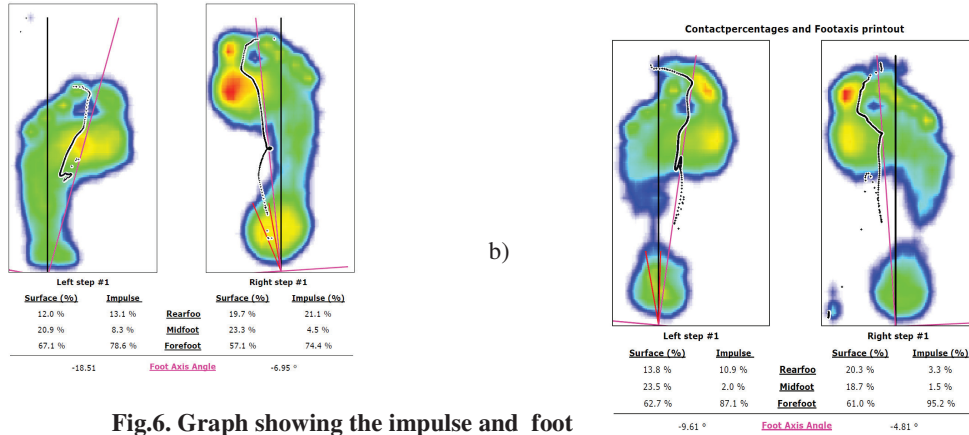 Left step #1 Right step #1
Surface (%) Impulse Surface (%) Impulse (%)
12.0 % 13.1 % Rearfoo 19.7 % 21.1 %
20.9 % 8.3 % Midfoot 23.3 % 4.5 %
67.1 % 78.6 % Forefoot 57.1 % 74.4 %
-18.51 Foot Axis Angle -6.95 °
Fig.6. Graph showing the impulse and foot
b)
Contactpercentages and Footaxis printout
Left step #1 Right step #1
Surface (%) Impulse Surface (%) Impulse
13.8 % 10.9 % Rearfoo 20.3 % 3.3 %
23.5 % 2.0 % Midfoot 18.7 % 1.5 %
62.7 % 87.1 % Forefoot 61.0 % 95.2 %
-9.61 ° Foot Axis Angle -4.81 °